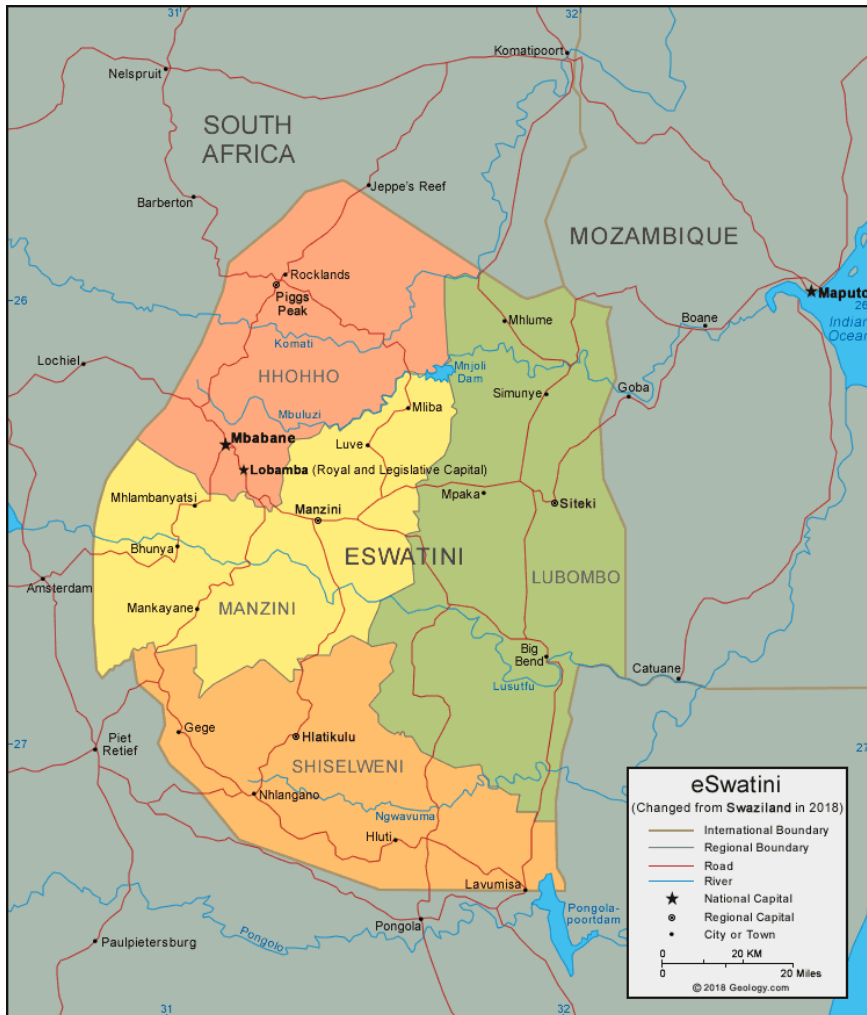 31
32
Komatipoort
Nelspruit
SOUTH
AFRICA
Jeppe's Reef
Barberton
MOZAMBIQUE
Rocklands
Piggs
Peak
Maputo
26
26
Mhlume
Boane
Indian
Ocean
Komati
Lochiel
HHOHHO
Mnjoli
Dam
Goba
Simunye
Mbuluzi
Mliba
Mbabane
Luve
Lobamba (Royal and Legislative Capital)
Mhlambanyatsi
Mpaka
Siteki
Manzini
Bhunya
ESWATINI
Amsterdam
LUBOMBO
Mankayane
MANZINI
Big
Bend
Catuane
Lusutfu
Gege
Hlatikulu
Piet
Retief
27
27
SHISELWENI
Nhlangano
Ngwavuma
Hluti
Lavumisa
Pongola
Pongola-
poortdam
Paulpietersburg
Pongolo
eSwatini
(Changed from Swaziland in 2018)
International Boundary
Regional Boundary
Road
River
National Capital
Regional Capital
City or Town
0 20 KM
0 20 Miles
© 2018 Geology.com
31
32